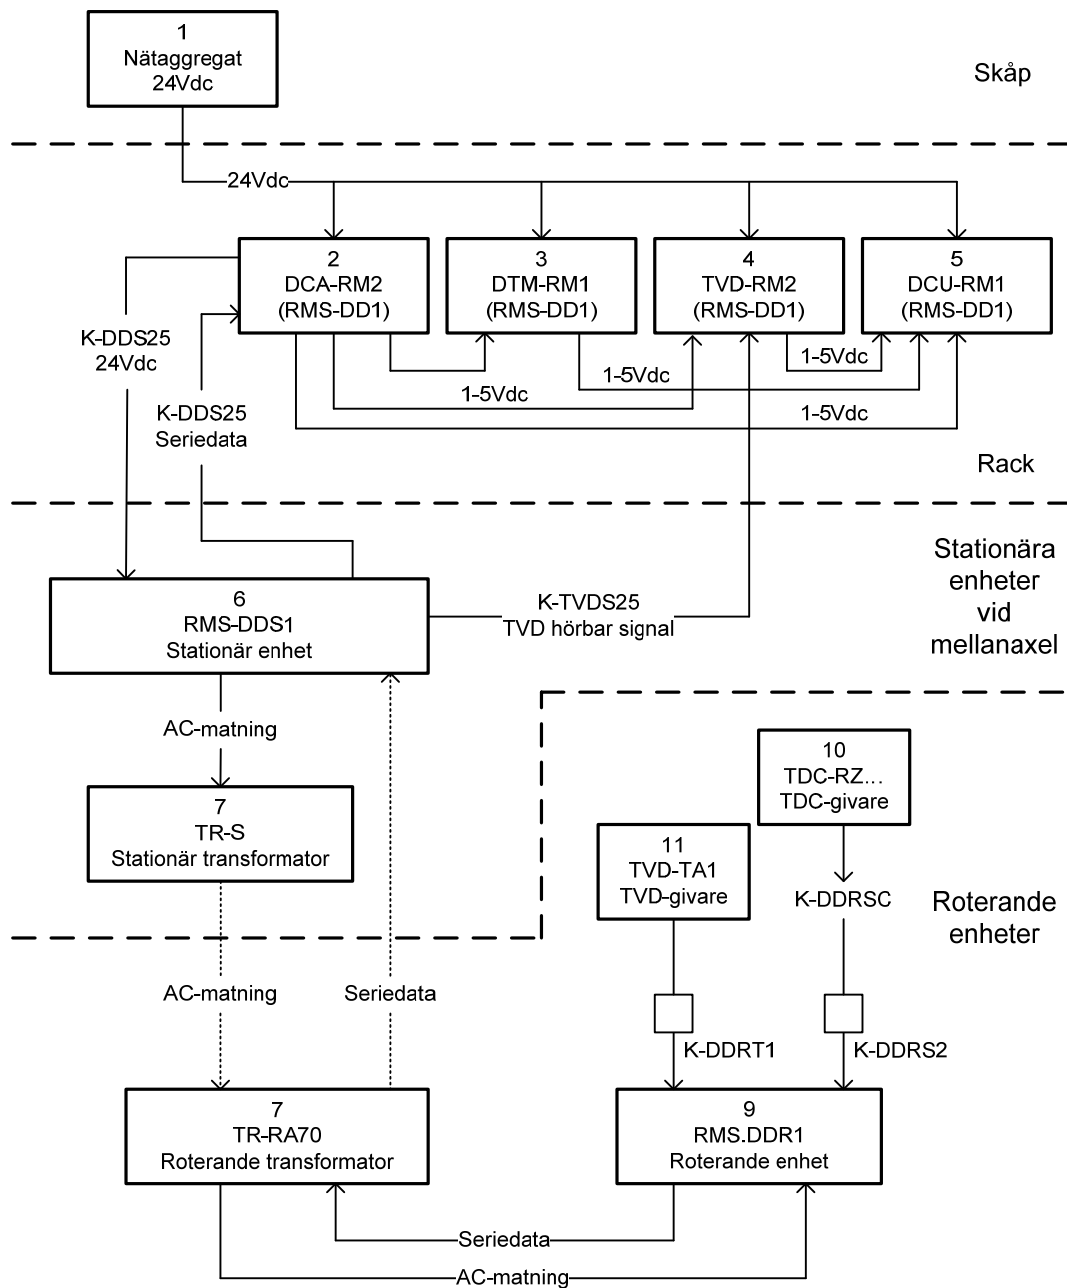 1
Nätaggregat
24Vdc
Skåp
24Vdc
2
DCA-RM2
(RMS-DD1)
3
DTM-RM1
(RMS-DD1)
4
TVD-RM2
(RMS-DD1)
5
DCU-RM1
(RMS-DD1)
K-DDS25
24Vdc
1-5Vdc
1-5Vdc
1-5Vdc
1-5Vdc
K-DDS25
Seriedata
Rack
Stationära
enheter
vid
mellanaxel
6
RMS-DDS1
Stationär enhet
K-TVDS25
TVD hörbar signal
AC-matning
7
TR-S
Stationär transformator
10
TDC-RZ...
TDC-givare
11
TVD-TA1
TVD-givare
K-DDRSC
Roterande
enheter
AC-matning
Seriedata
K-DDRT1
K-DDRS2
7
TR-RA70
Roterande transformator
9
RMS.DDR1
Roterande enhet
Seriedata
AC-matning